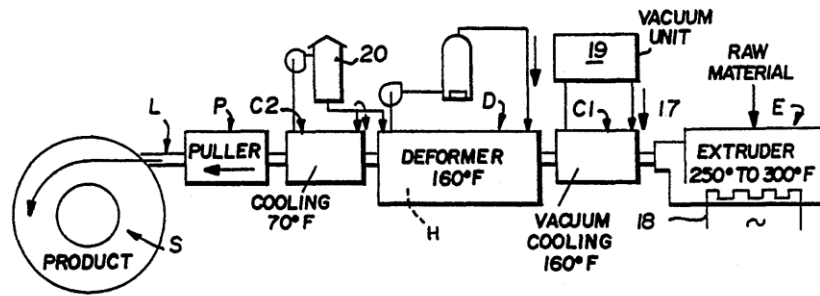 VACUUM
UNIT
19
20
RAW
MATERIAL
L
P
C2
D
C1
17
E
PULLER
DEFORMER
160°F
EXTRUDER
250° TO 300°F
COOLING
70°F
H
VACUUM
COOLING
160°F
18
~
S
PRODUCT